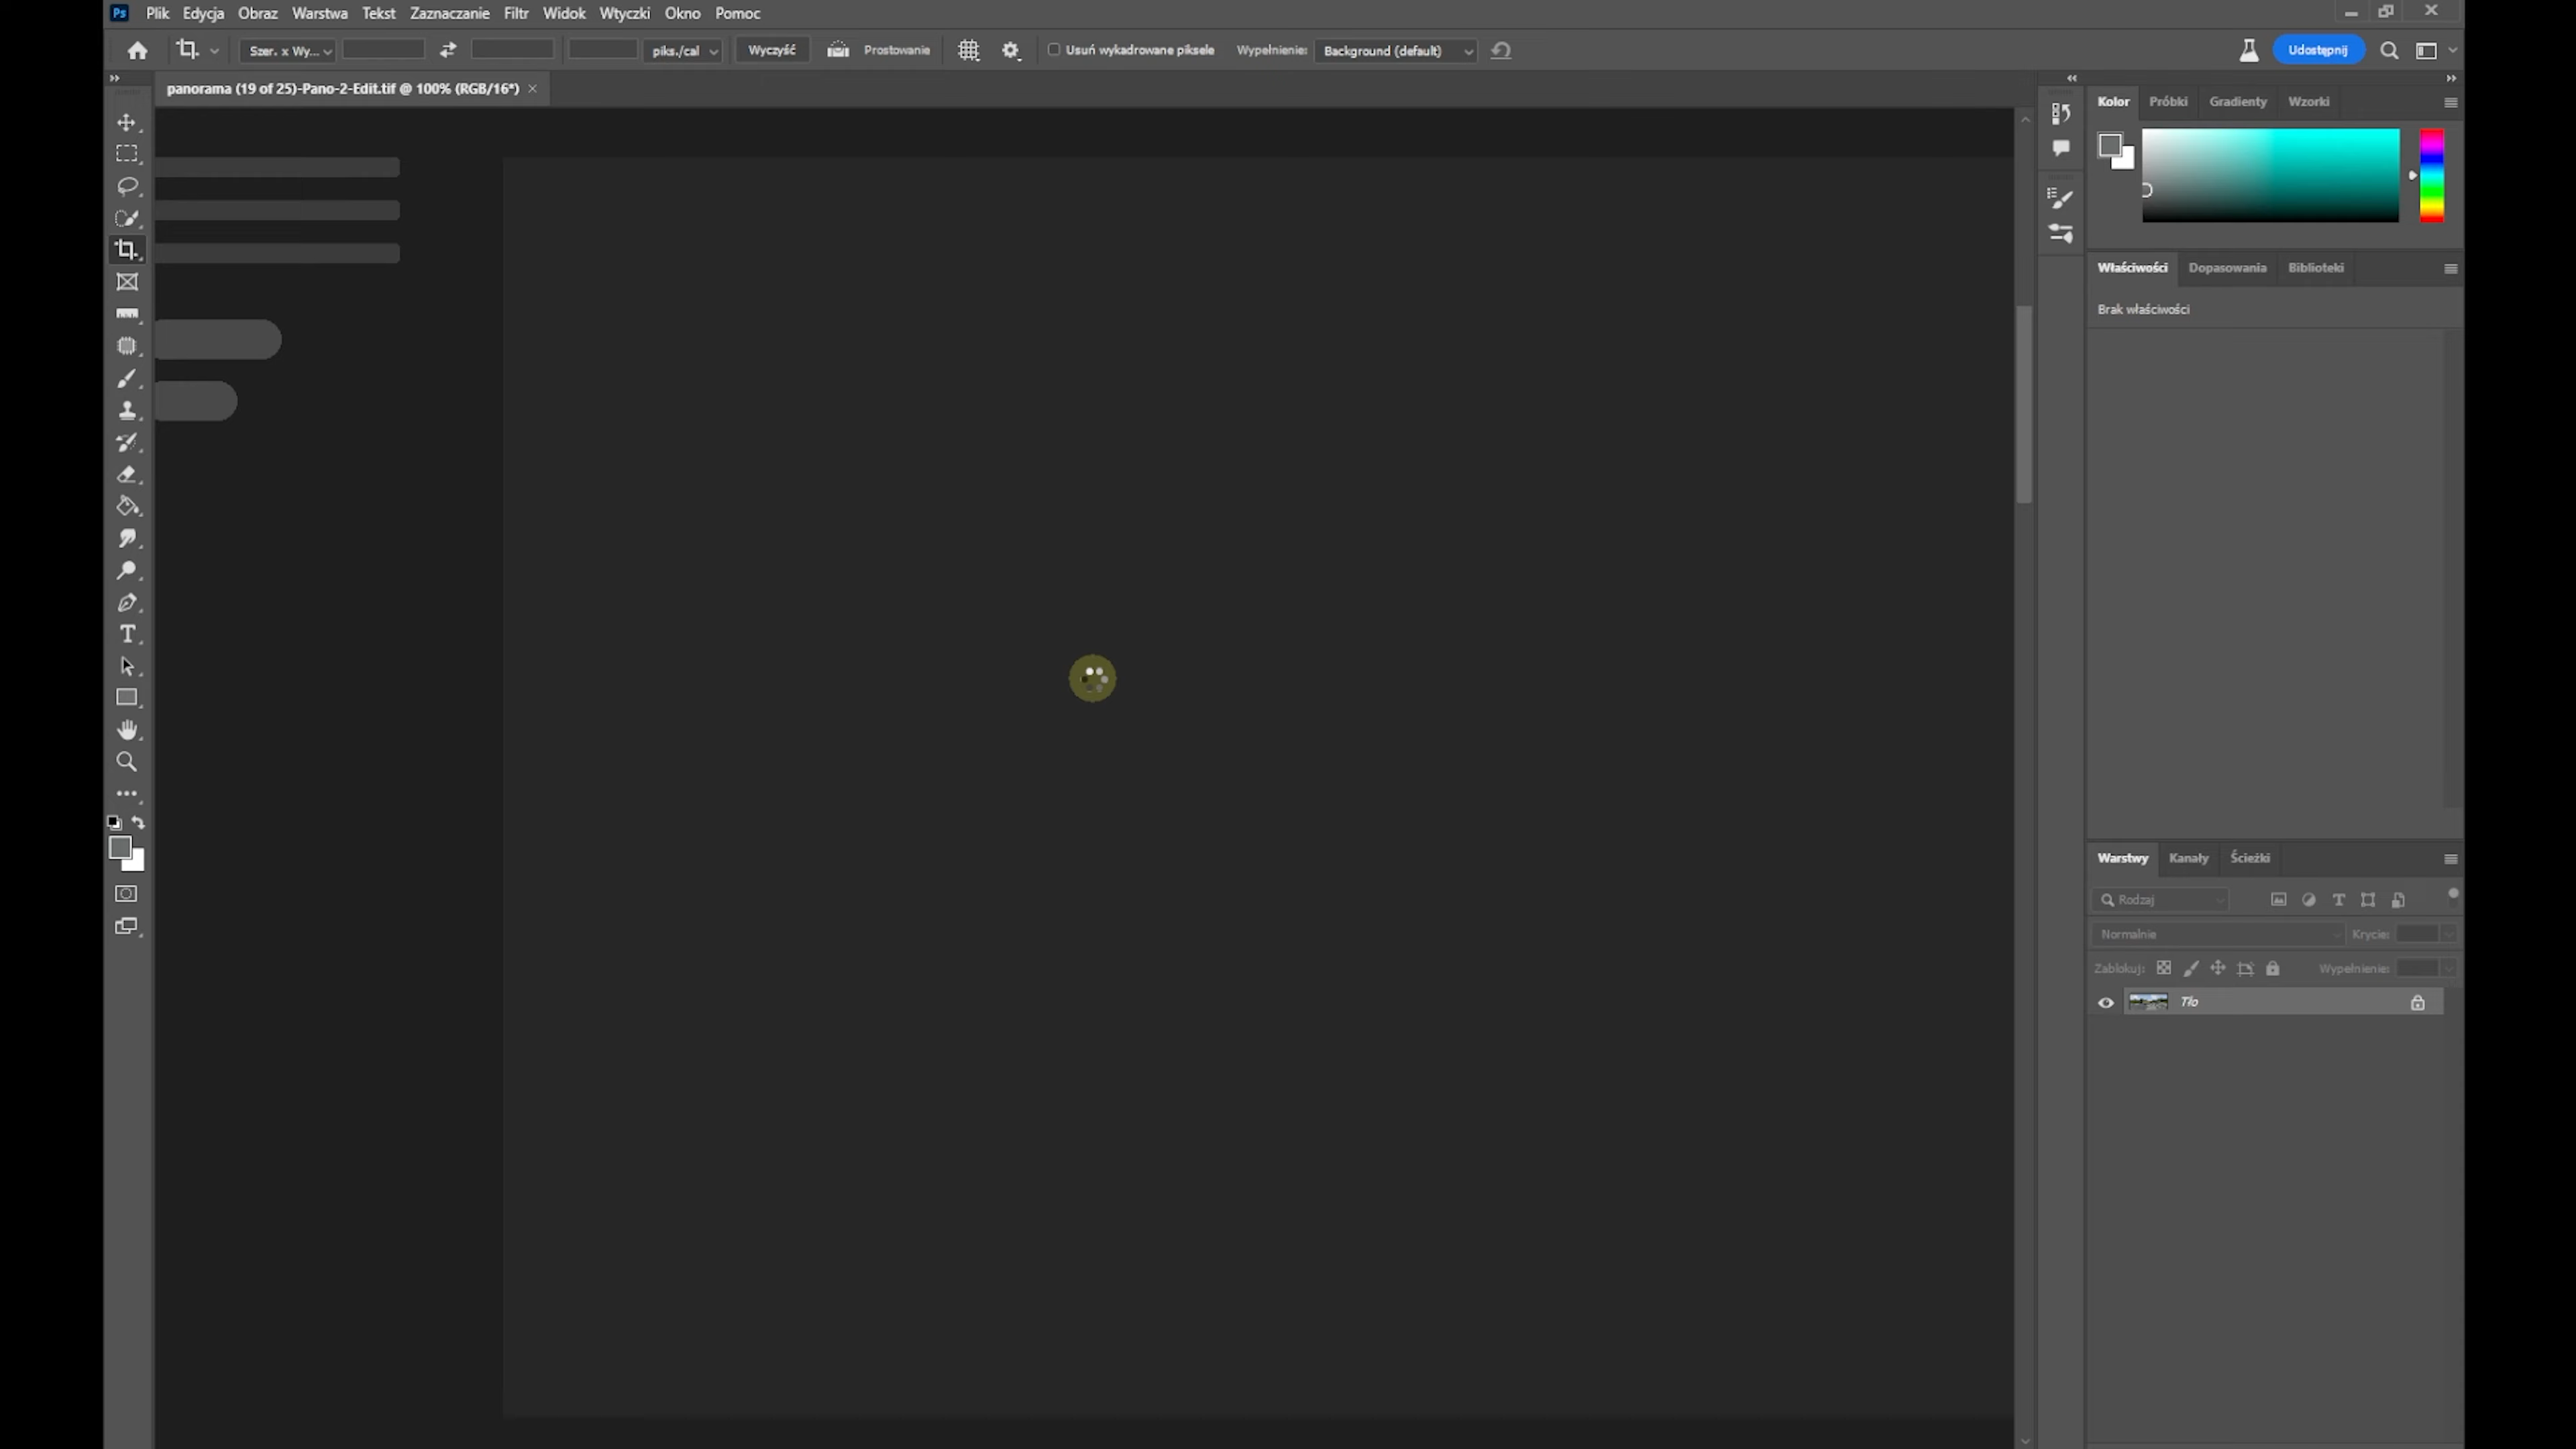 Ps Plik Edycja Obraz Warstwa Tekst Zaznaczanie Filtr Widok Wtyczki Okno Pomoc
Szer. x Wy... piks./cal Wyczyść Prostowanie Usuń wykadrowane piksele Wypełnienie: Background (default) Udostępnij
panorama (19 of 25)-Pano-2-Edit.tif @ 100% (RGB/16*)
Kolor Próbki Gradienty Wzorki
Właściwości Dopasowania Biblioteki
Brak właściwości
Warstwy Kanały Ścieżki
Rodzaj
Normalnie Krycie:
Zablokuj: Wypełnienie:
Tło